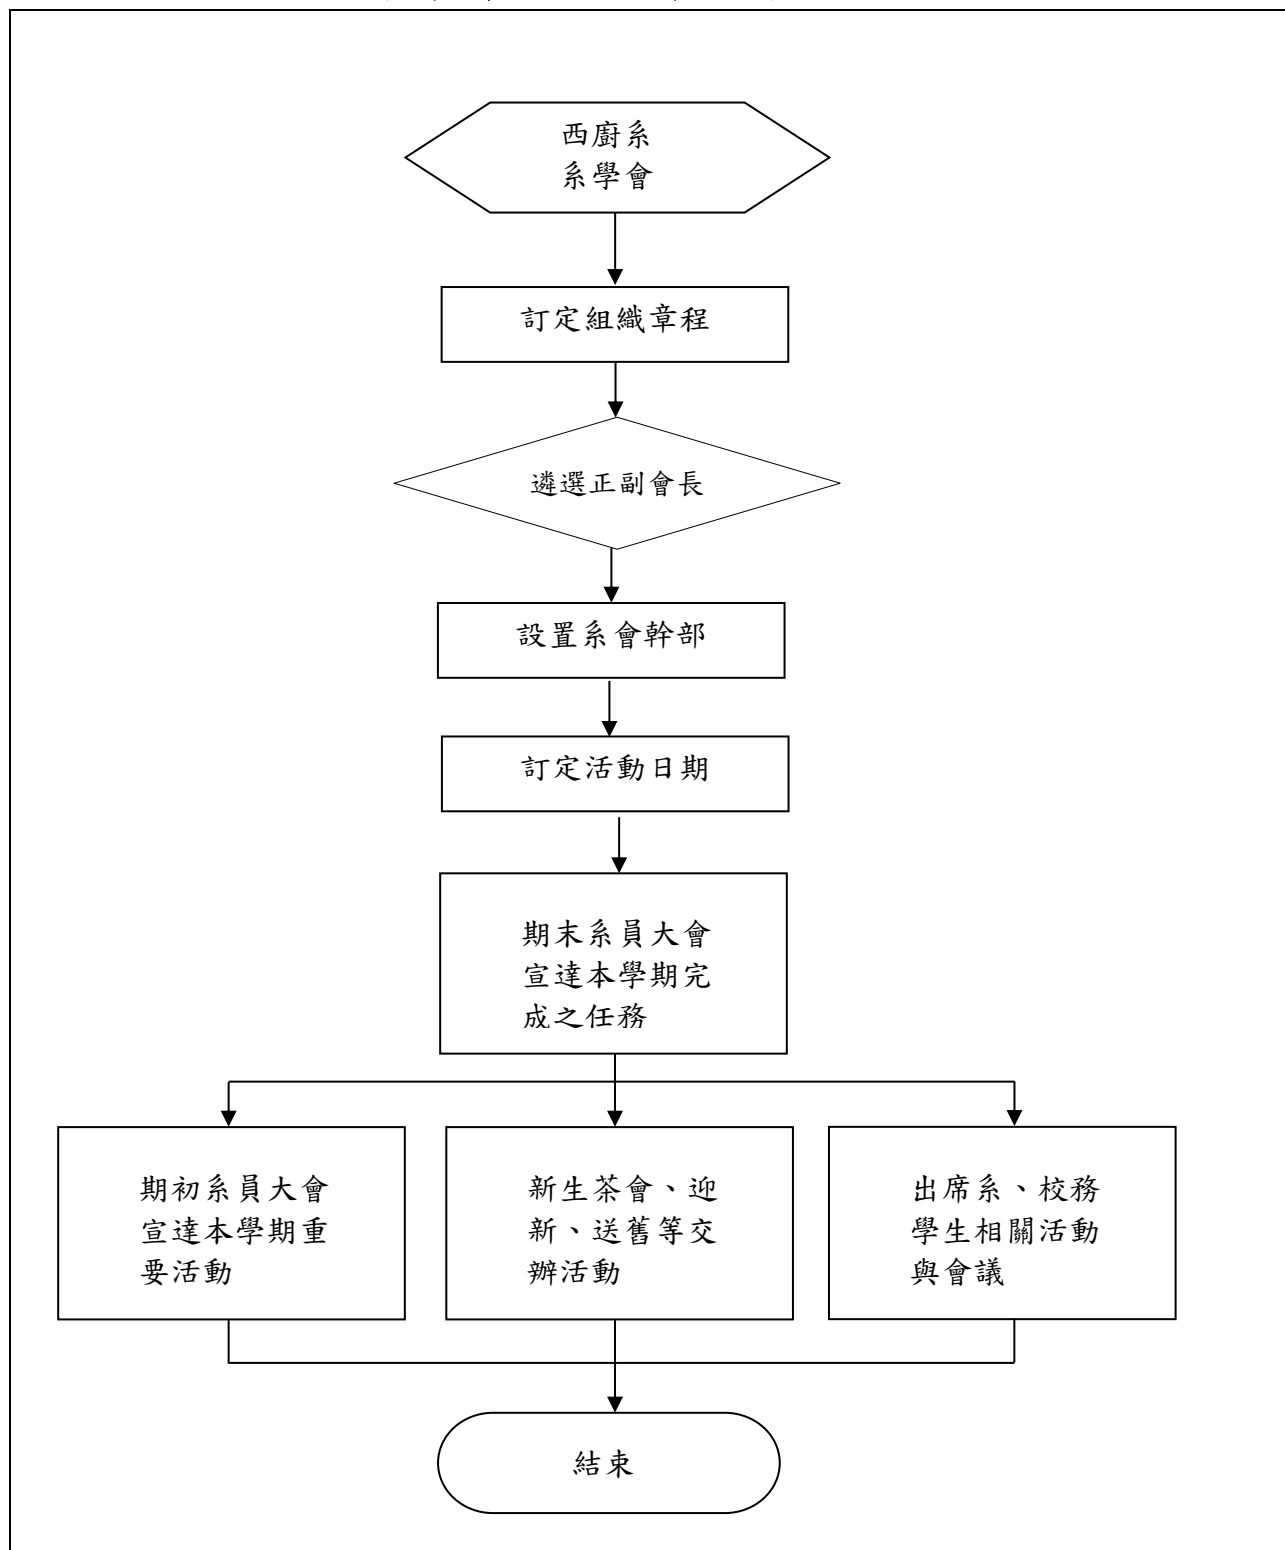 西廚系
系學會
訂定組織章程
遴選正副會長
設置系會幹部
訂定活動日期
期末系員大會
宣達本學期完
成之任務
期初系員大會
宣達本學期重
要活動
新生茶會、迎
新、送舊等交
辦活動
出席系、校務
學生相關活動
與會議
結束